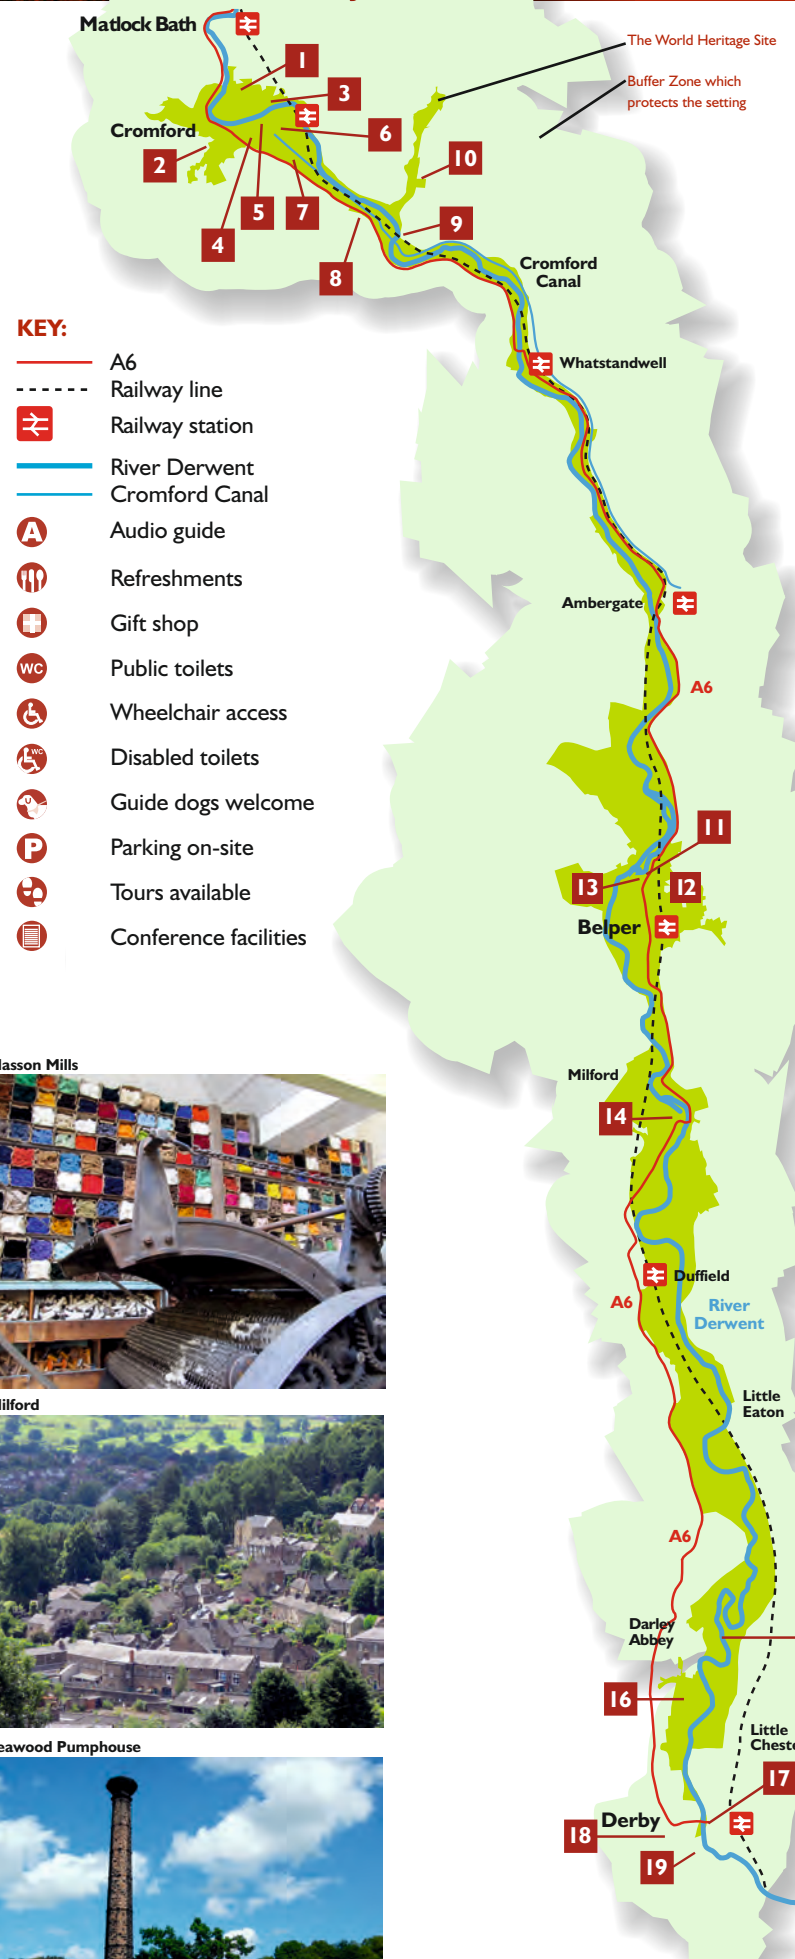 Matlock Bath
The World Heritage Site
1
Buffer Zone which
protects the setting
3
Cromford
6
2
10
5
7
4
9
8
Cromford
Canal
KEY:
A6
Railway line
Railway station
River Derwent
Cromford Canal
A Audio guide
Refreshments
Gift shop
WC Public toilets
Wheelchair access
WC Disabled toilets
Guide dogs welcome
P Parking on-site
Tours available
Conference facilities
Whatstandwell
Ambergate
A6
11
13
12
Belper
Milford
14
Duffield
A6
River
Derwent
Little
Eaton
A6
Darley
Abbey
16
Little
17
Derby
18
19
Mills
Pumphouse